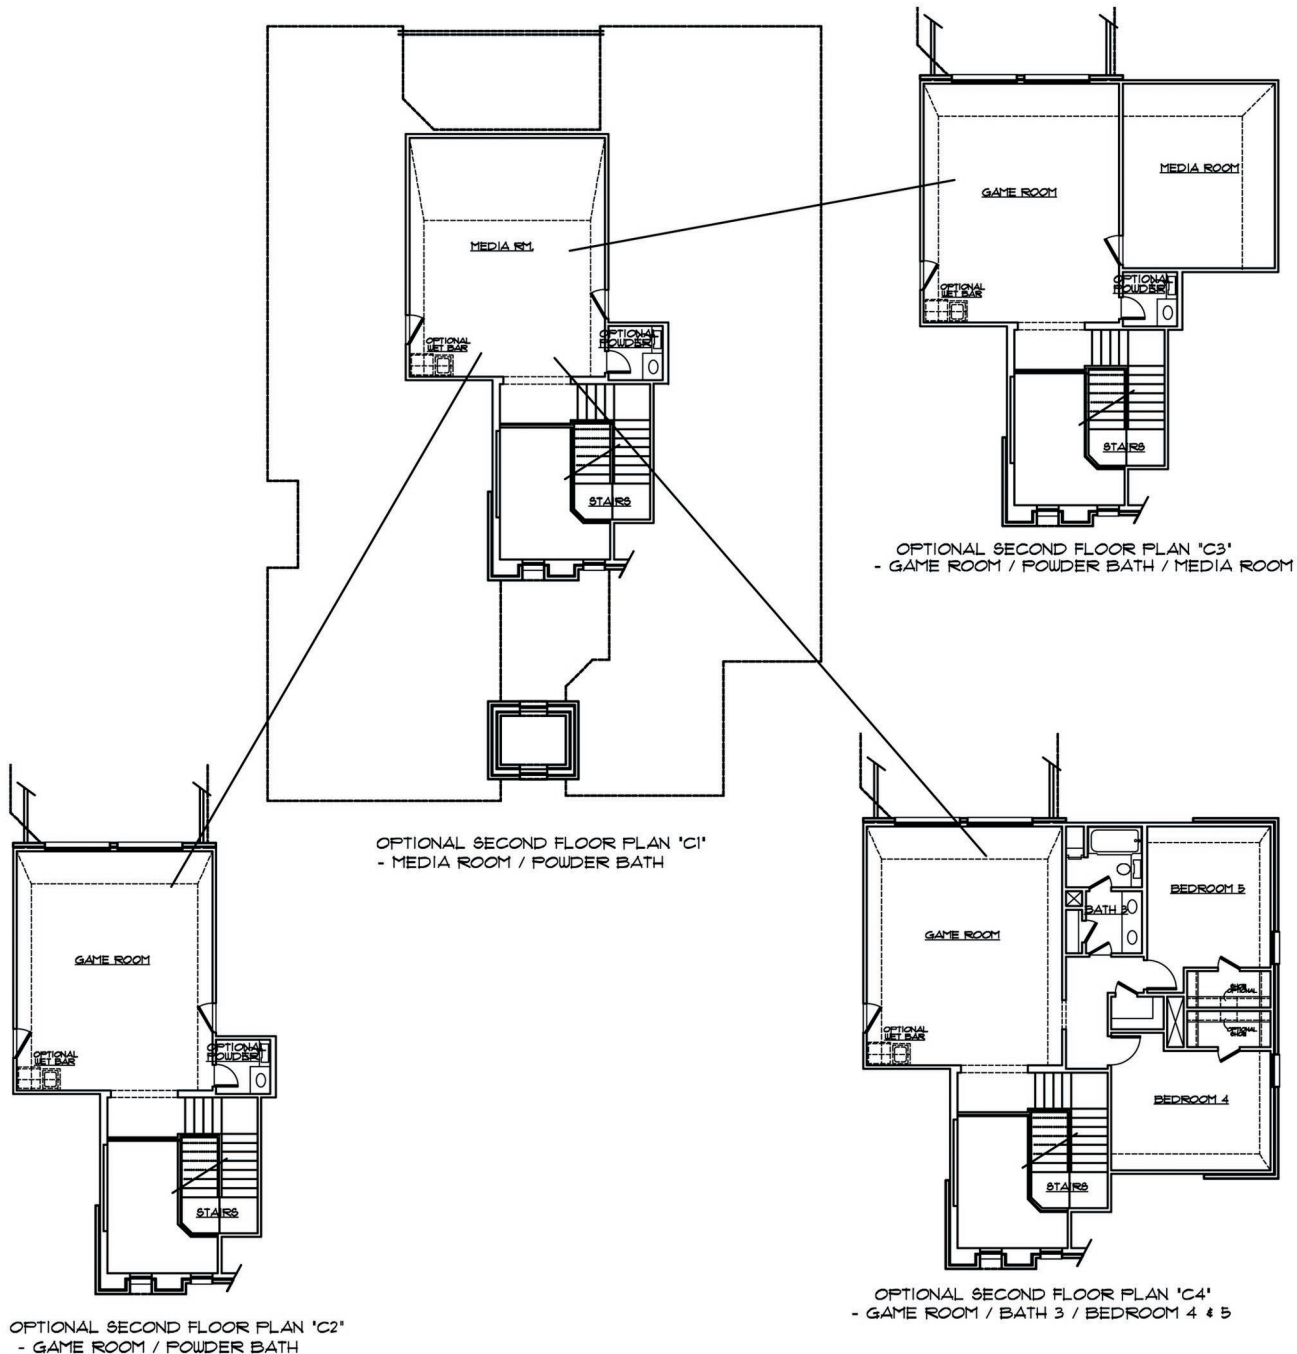 MEDIA RM.
OPTIONAL
WET BAR
OPTIONAL
POWDER
STAIRS
OPTIONAL SECOND FLOOR PLAN "C1"
- MEDIA ROOM / POWDER BATH
GAME ROOM
MEDIA ROOM
OPTIONAL
WET BAR
OPTIONAL
POWDER
STAIRS
OPTIONAL SECOND FLOOR PLAN "C3"
- GAME ROOM / POWDER BATH / MEDIA ROOM
GAME ROOM
OPTIONAL
WET BAR
OPTIONAL
POWDER
STAIRS
OPTIONAL SECOND FLOOR PLAN "C2"
- GAME ROOM / POWDER BATH
GAME ROOM
BATH 3
BEDROOM 5
SHOE
OPTIONAL
OPTIONAL
SHOE
BEDROOM 4
OPTIONAL
WET BAR
STAIRS
OPTIONAL SECOND FLOOR PLAN "C4"
- GAME ROOM / BATH 3 / BEDROOM 4 & 5